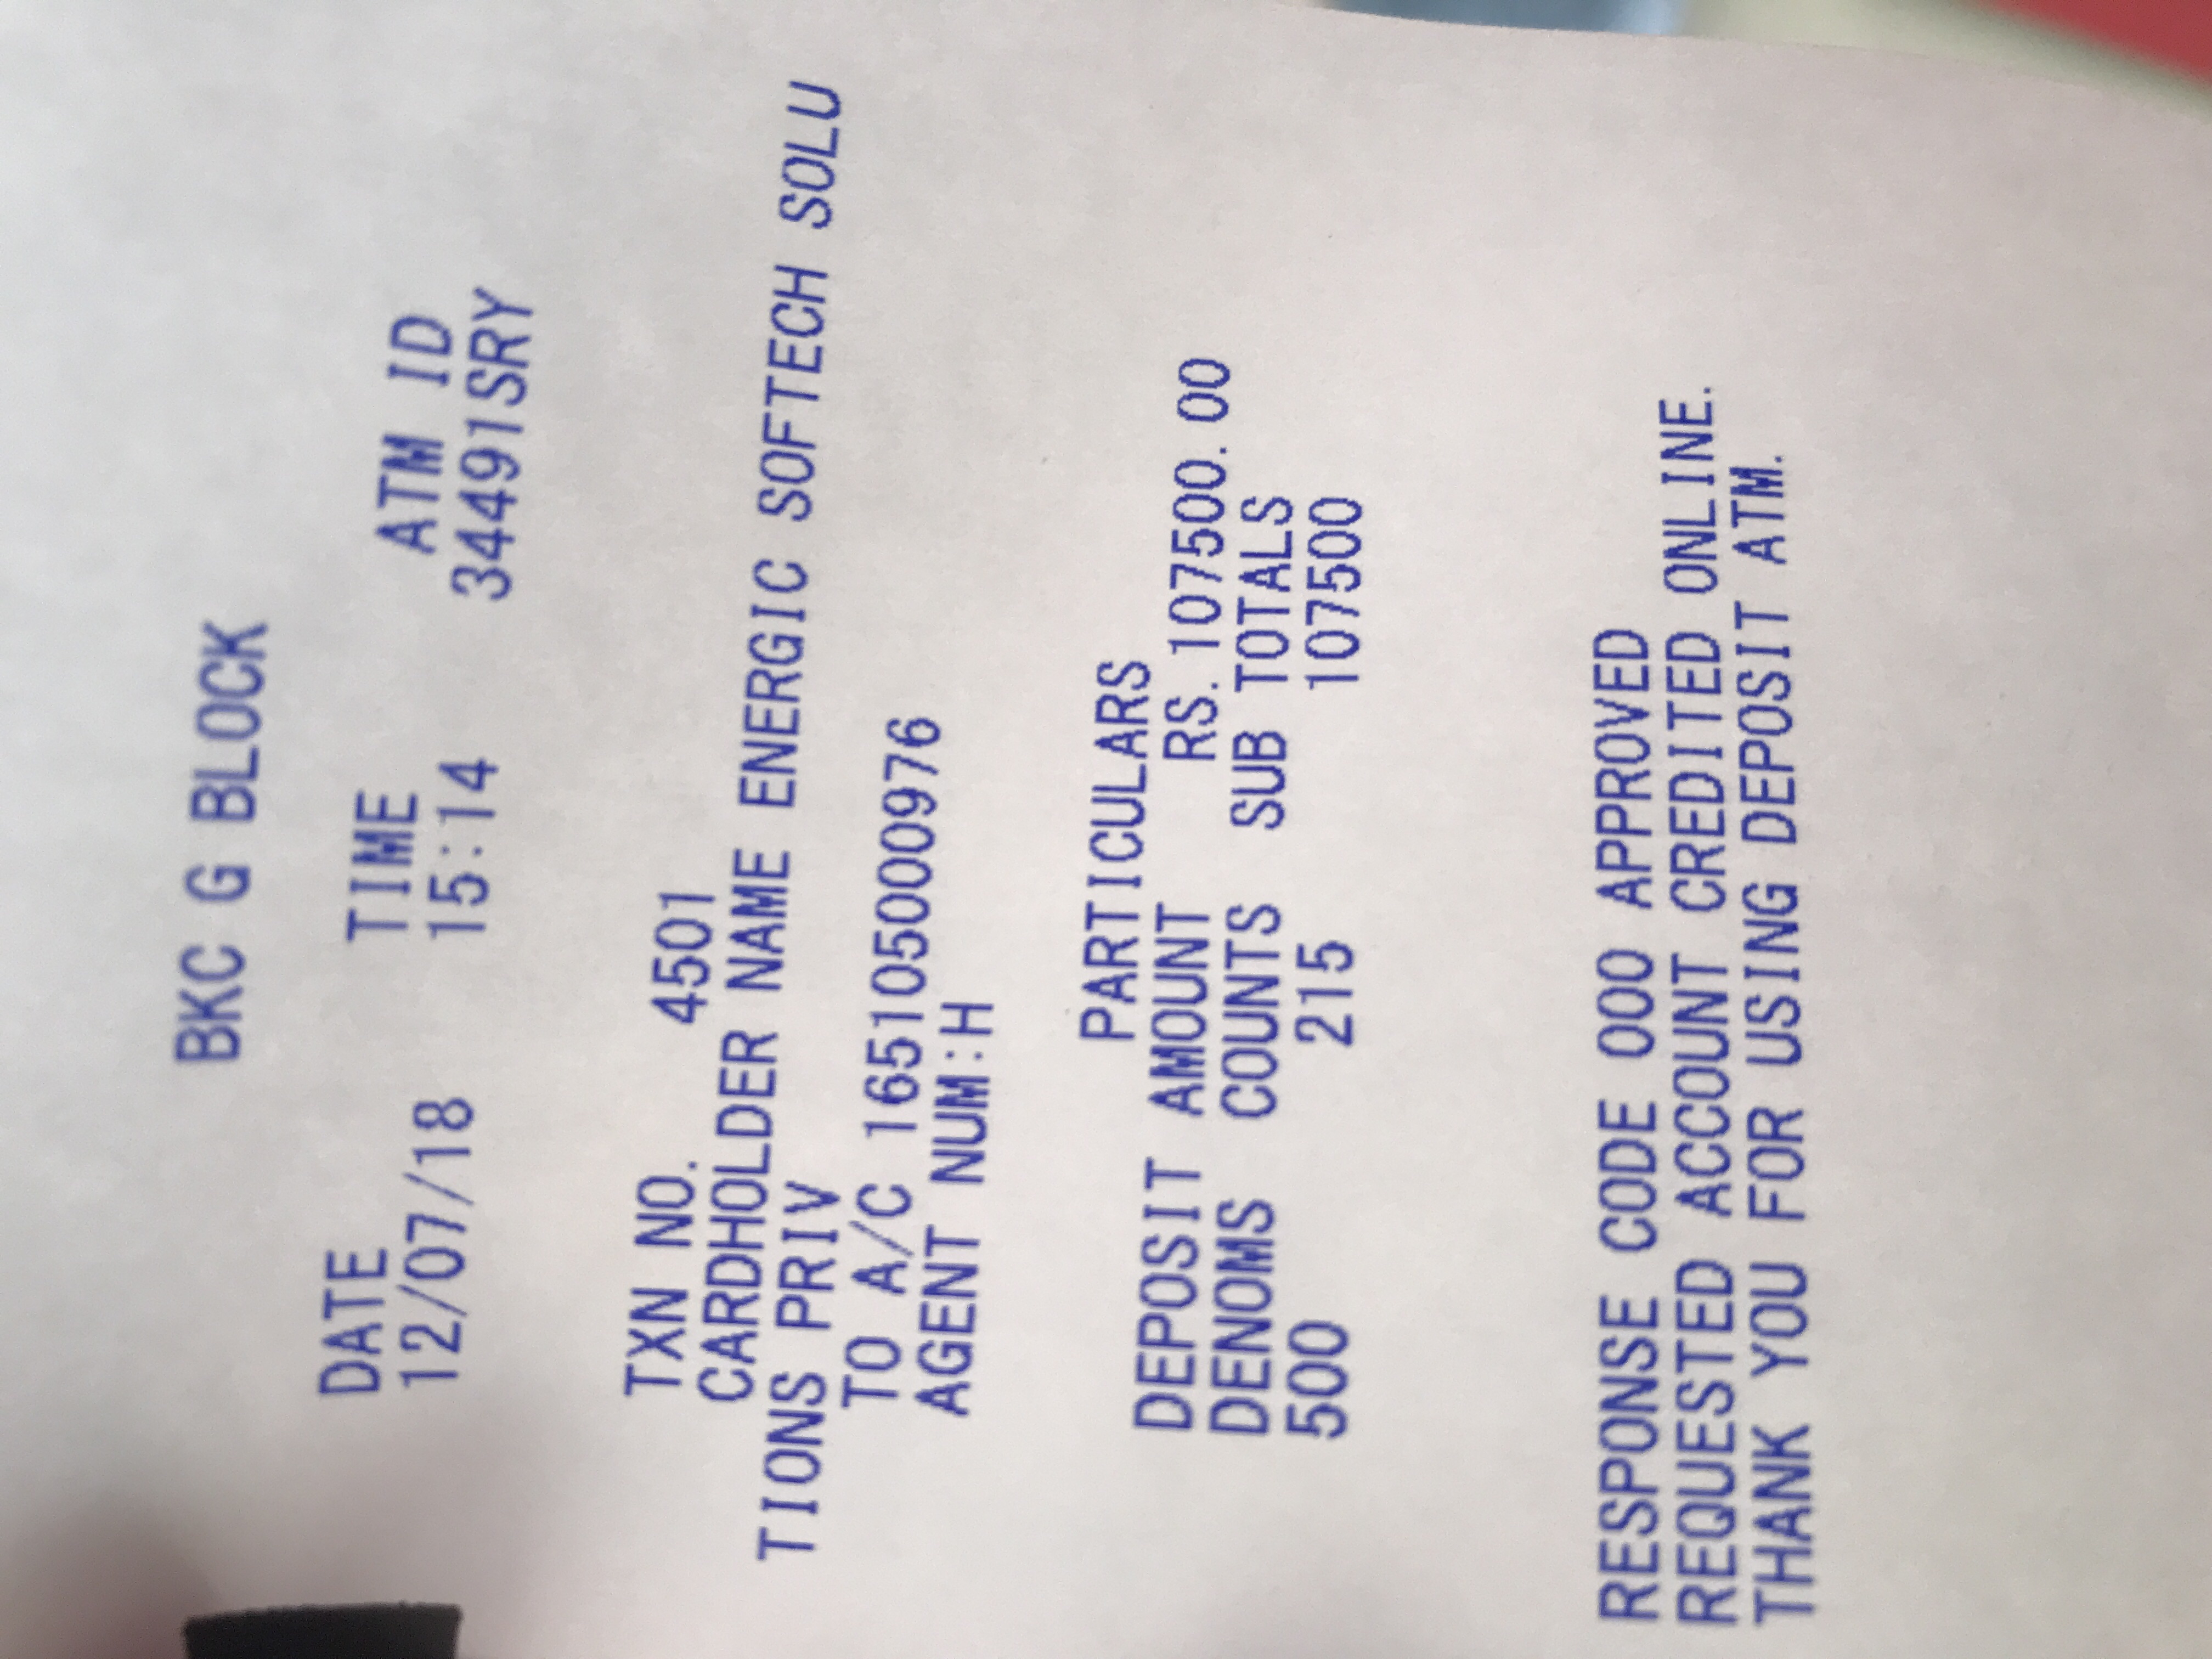 BKC G BLOCK
DATE TIME ATM ID
12/07/18 15:14 34491SRY
TXN NO. 4501
CARDHOLDER NAME ENERGIC SOFTECH SOLU
TIONS PRIV
TO A/C 165105000976
AGENT NUM:H
PARTICULARS
DEPOSIT AMOUNT RS.107500.00
DENOMS COUNTS SUB TOTALS
500 215 107500
RESPONSE CODE 000 APPROVED
REQUESTED ACCOUNT CREDITED ONLINE.
THANK YOU FOR USING DEPOSIT ATM.